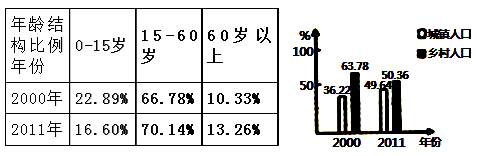 年龄结构比例年份 0-15岁 15-60岁 60岁以上
2000年 22.89% 66.78% 10.33%
2011年 16.60% 70.14% 13.26%
%
城镇人口
乡村人口
100
50
36.22 63.78 49.64 50.36
2000 2011 年份